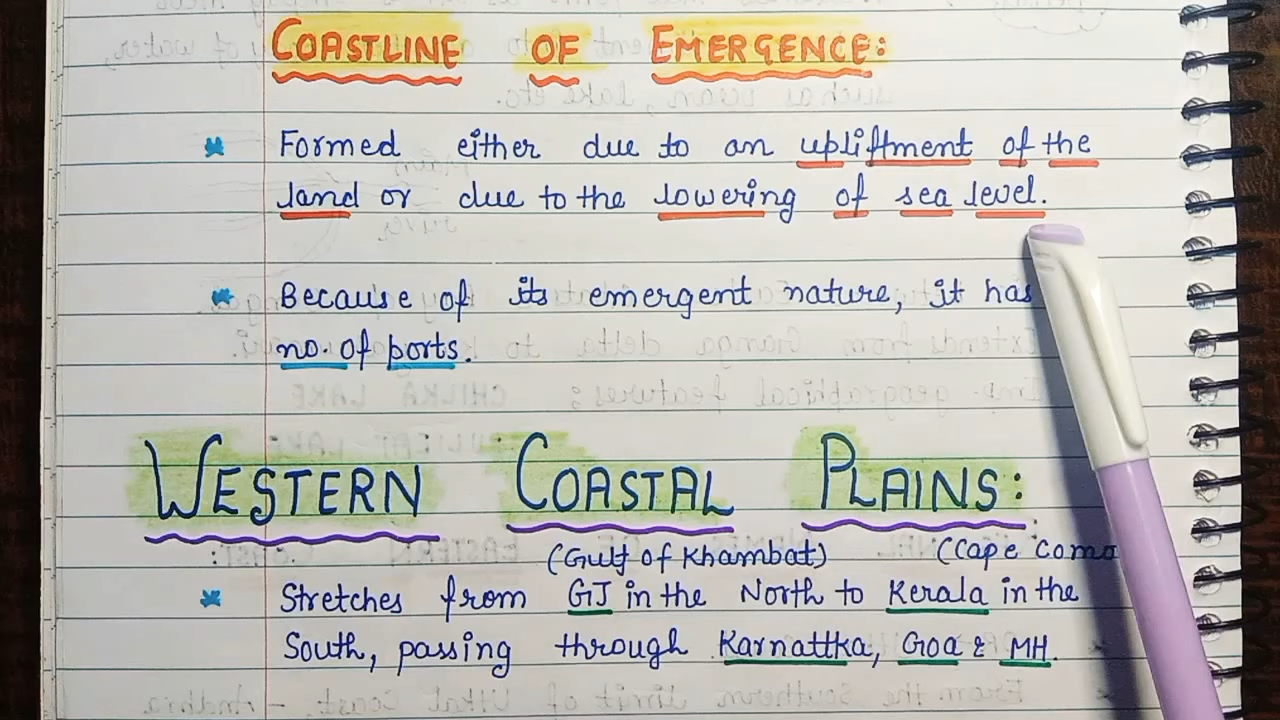 COASTLINE OF EMERGENCE:
Formed either due to an upliftment of the
land or due to the lowering of sea level.
Because of its emergent nature, it has
no. of ports.
WESTERN COASTAL PLAINS:
(Gulf of Khambat) (Cape Como
Stretches from GJ in the North to Kerala in the
South, passing through Karnattka, Goa & MH.